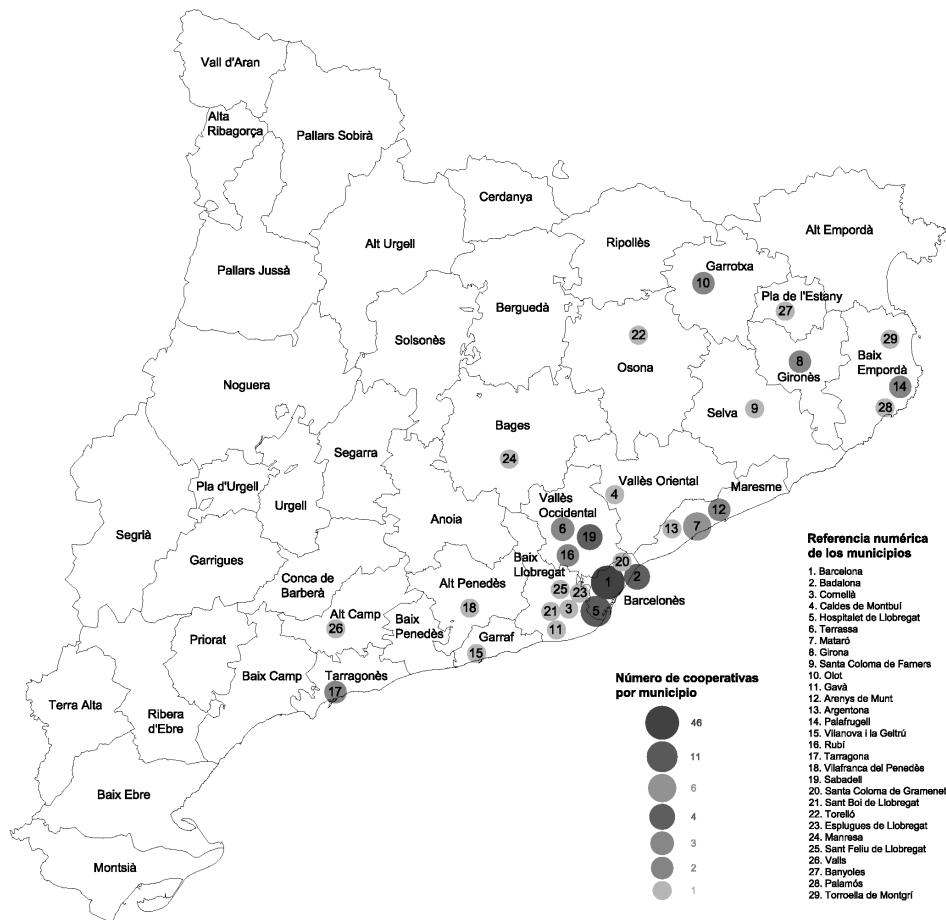 Vall d'Aran
Alta
Ribagorça
Pallars Sobirà
Cerdanya
Alt Urgell
Ripollès
Alt Empordà
Pallars Jussà
Garrotxa
10
Berguedà
Pla de l'Estany
27
Solsonès
22
Osona
29
Baix
Empordà
8
Gironès
14
28
Noguera
Selva
9
Bages
24
Segarra
Pla d'Urgell
Urgell
Vallès Oriental
4
Maresme
12
13
7
Vallès
Occidental
6
19
16
Anoia
Segrià
Garrigues
Baix
Llobregat
20
1
2
Barcelonès
25
23
21
3
5
11
Conca de
Barberà
Alt Penedès
18
Alt Camp
26
Baix
Penedès
Garraf
15
Priorat
Baix Camp
Tarragonès
17
Terra Alta
Ribera
d'Ebre
Baix Ebre
Montsià
Número de cooperativas
por municipio
46
11
6
4
3
2
1
Referencia numérica
de los municipios
1. Barcelona
2. Badalona
3. Cornellà
4. Caldes de Montbuí
5. Hospitalet de Llobregat
6. Terrassa
7. Mataró
8. Girona
9. Santa Coloma de Farners
10. Olot
11. Gavà
12. Arenys de Munt
13. Argentona
14. Palafrugell
15. Vilanova i la Geltrú
16. Rubí
17. Tarragona
18. Vilafranca del Penedès
19. Sabadell
20. Santa Coloma de Gramenet
21. Sant Boi de Llobregat
22. Torelló
23. Esplugues de Llobregat
24. Manresa
25. Sant Feliu de Llobregat
26. Valls
27. Banyoles
28. Palamós
29. Torroella de Montgrí